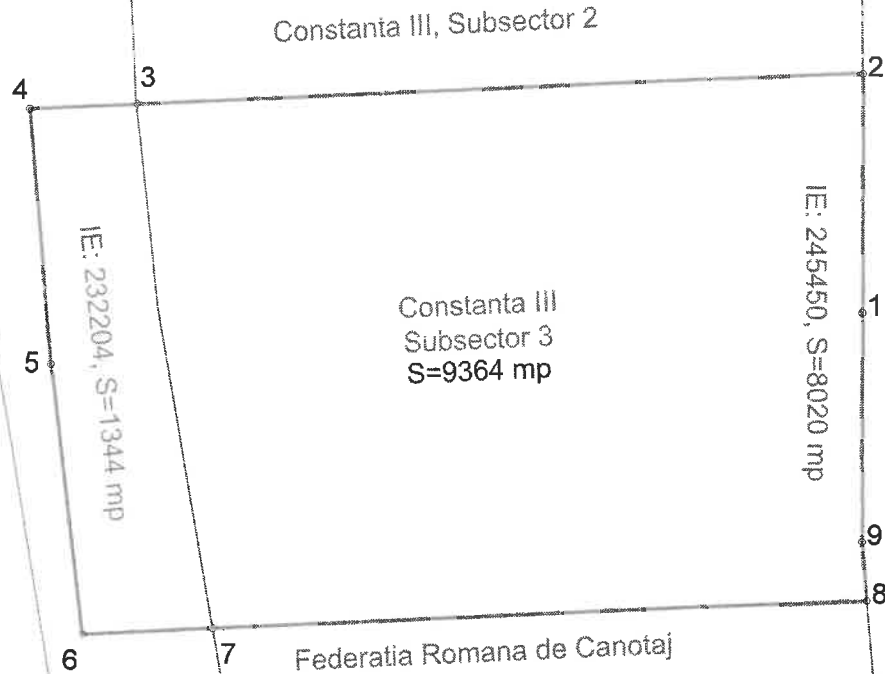 Constanta III, Subsector 2
2
3
4
IE: 232204, S=1344 mp
Constanta III
Subsector 3
S=9364 mp
IE: 245450, S=8020 mp
1
5
9
8
7
6
Federatia Romana de Canotaj